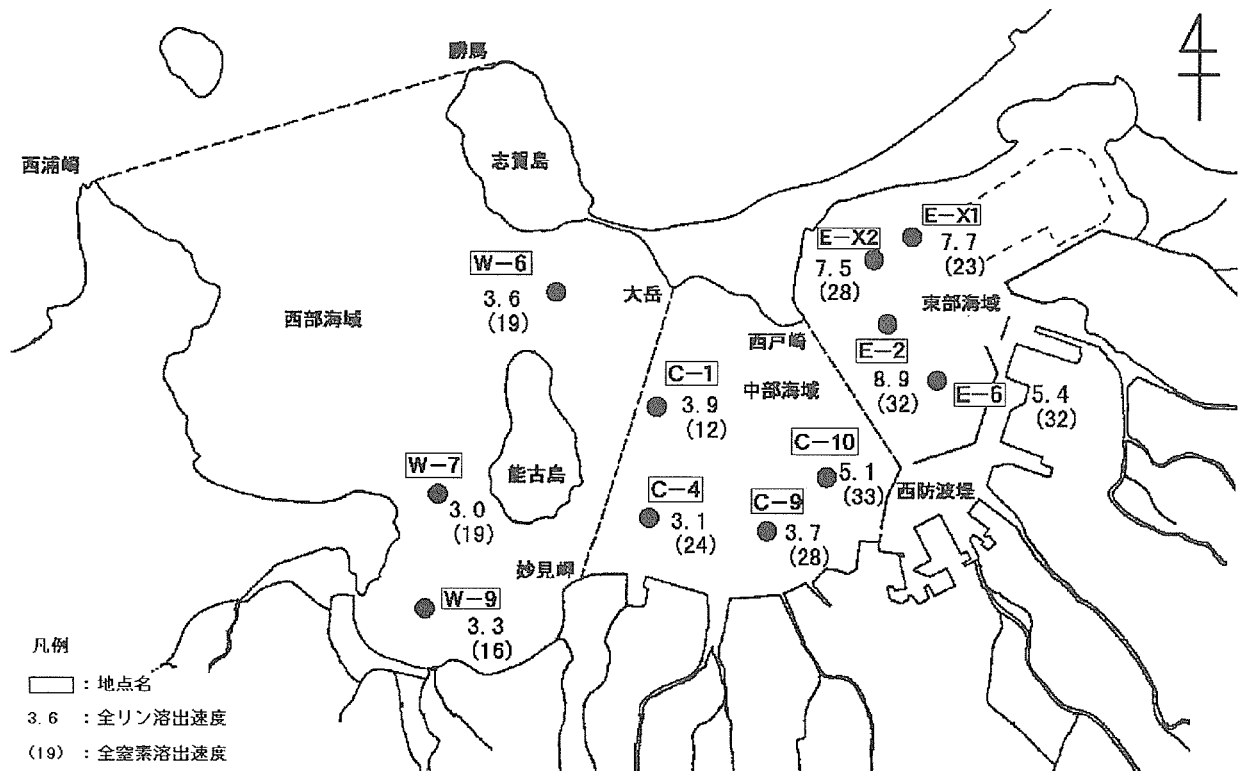 勝馬
西浦崎
志賀島
E-X1
7.7
(23)
E-X2
7.5
(28)
W-6
3.6
(19)
大岳
西部海域
東部海域
西戸崎
E-2
8.9
(32)
C-1
3.9
(12)
中部海域
E-6
5.4
(32)
C-10
5.1
(33)
W-7
3.0
(19)
能古島
C-4
3.1
(24)
C-9
3.7
(28)
西防波堤
妙見岬
W-9
3.3
(16)
凡例
：地点名
3.6 ：全リン溶出速度
(19) ：全窒素溶出速度